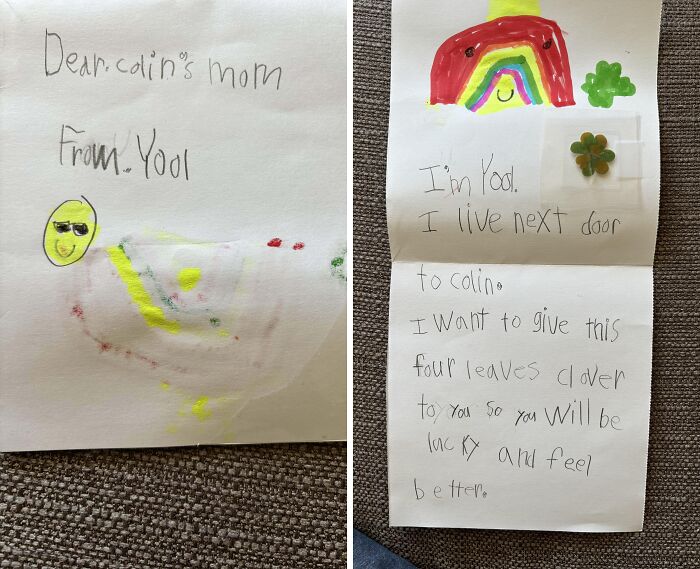 Dear.colin's mom
From.Yool
I'm Yool.
I live next door
to colin.
I want to give this
four leaves clover
to you so you will be
lucky and feel
better.